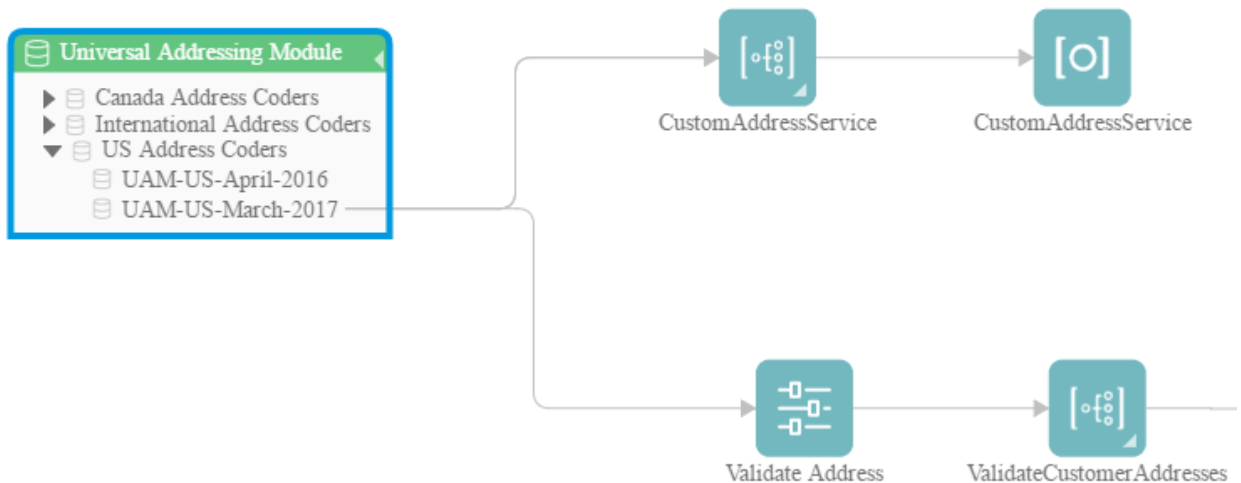 Universal Addressing Module
Canada Address Coders
International Address Coders
US Address Coders
UAM-US-April-2016
UAM-US-March-2017
CustomAddressService
CustomAddressService
Validate Address
ValidateCustomerAddresses